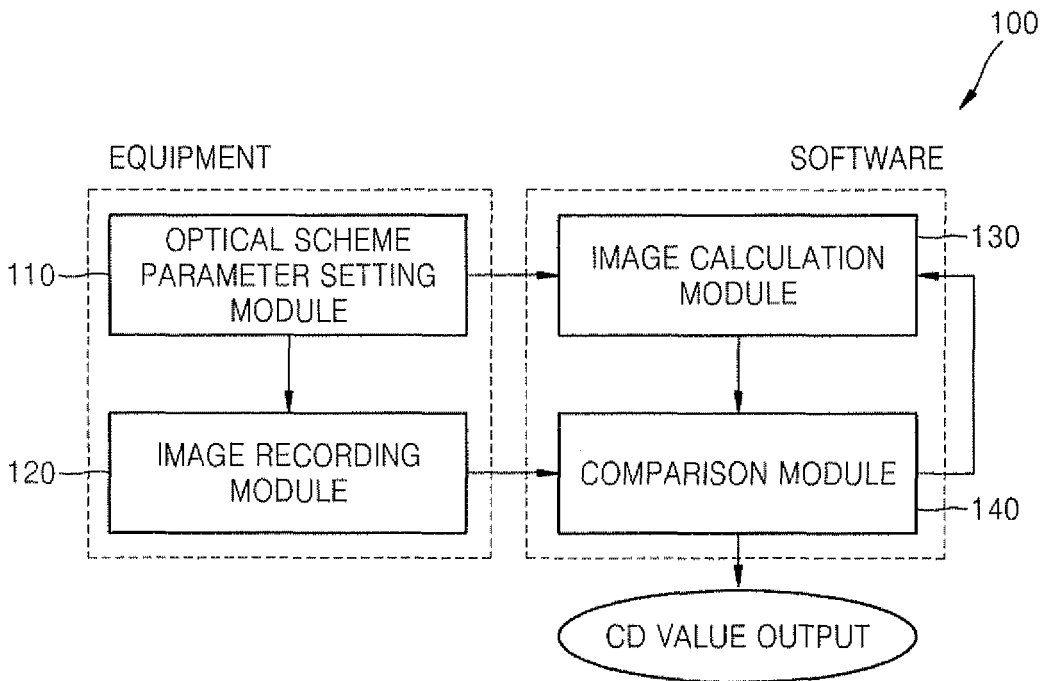 100
EQUIPMENT
SOFTWARE
OPTICAL SCHEME
PARAMETER SETTING
MODULE
110
IMAGE CALCULATION
MODULE
130
IMAGE RECORDING
MODULE
120
COMPARISON MODULE
140
CD VALUE OUTPUT